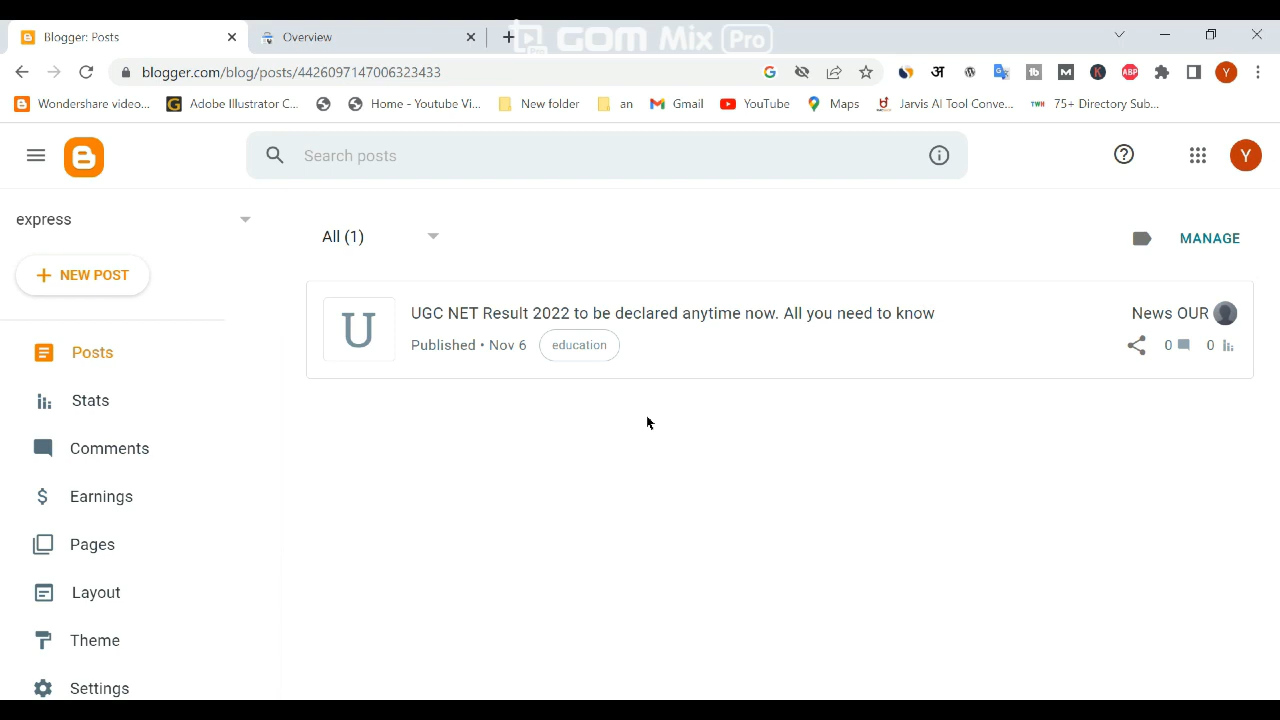 Blogger: Posts
Overview
GOM Mix Pro
blogger.com/blog/posts/4426097147006323433
Wondershare video...
Adobe Illustrator C...
Home - Youtube Vi...
New folder
an
Gmail
YouTube
Maps
Jarvis AI Tool Conve...
75+ Directory Sub...
Search posts
Y
express
All (1)
MANAGE
NEW POST
U
UGC NET Result 2022 to be declared anytime now. All you need to know
News OUR
Published • Nov 6
education
0
0
Posts
Stats
Comments
Earnings
Pages
Layout
Theme
Settings